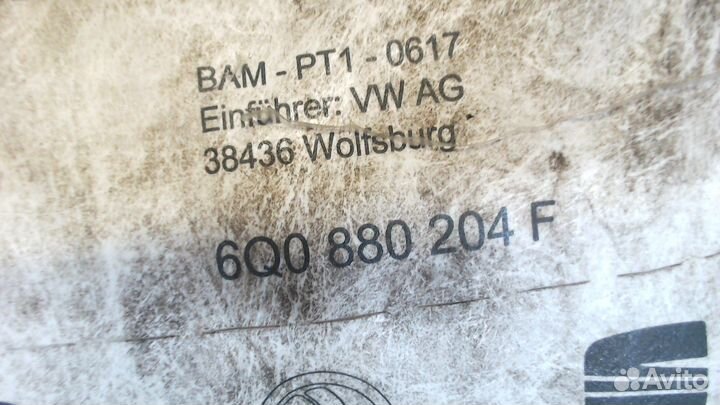 BAM - PT1 - 0617
Einführer: VW AG
38436 Wolfsburg
6Q0 880 204 F
Avito